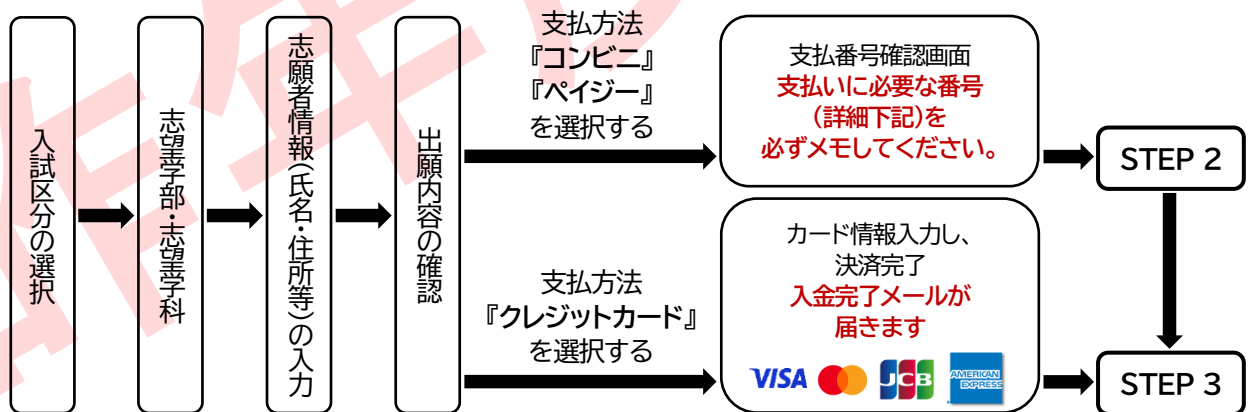 入試区分の選択
志望学部・志望学科
志願者情報(氏名・住所等)の入力
出願内容の確認
支払方法
『コンビニ』
『ペイジー』
を選択する
支払番号確認画面
支払いに必要な番号
(詳細下記)を
必ずメモしてください。
STEP 2
支払方法
『クレジットカード』
を選択する
カード情報入力し、
決済完了
入金完了メールが
届きます
VISA
JCB
AMERICAN
EXPRESS
STEP 3